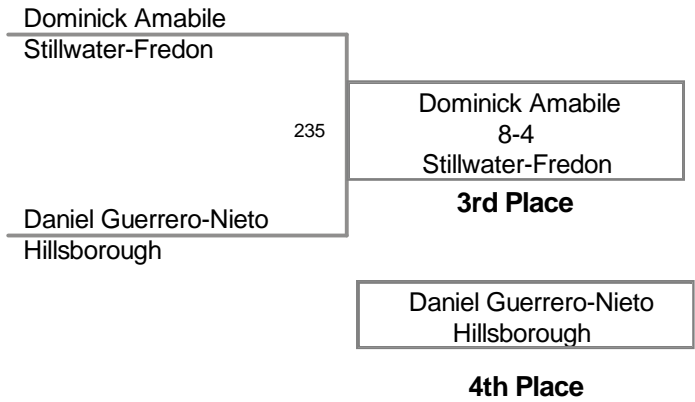 Dominick Amabile
Stillwater-Fredon
235
Dominick Amabile
8-4
Stillwater-Fredon
3rd Place
Daniel Guerrero-Nieto
Hillsborough
Daniel Guerrero-Nieto
Hillsborough
4th Place